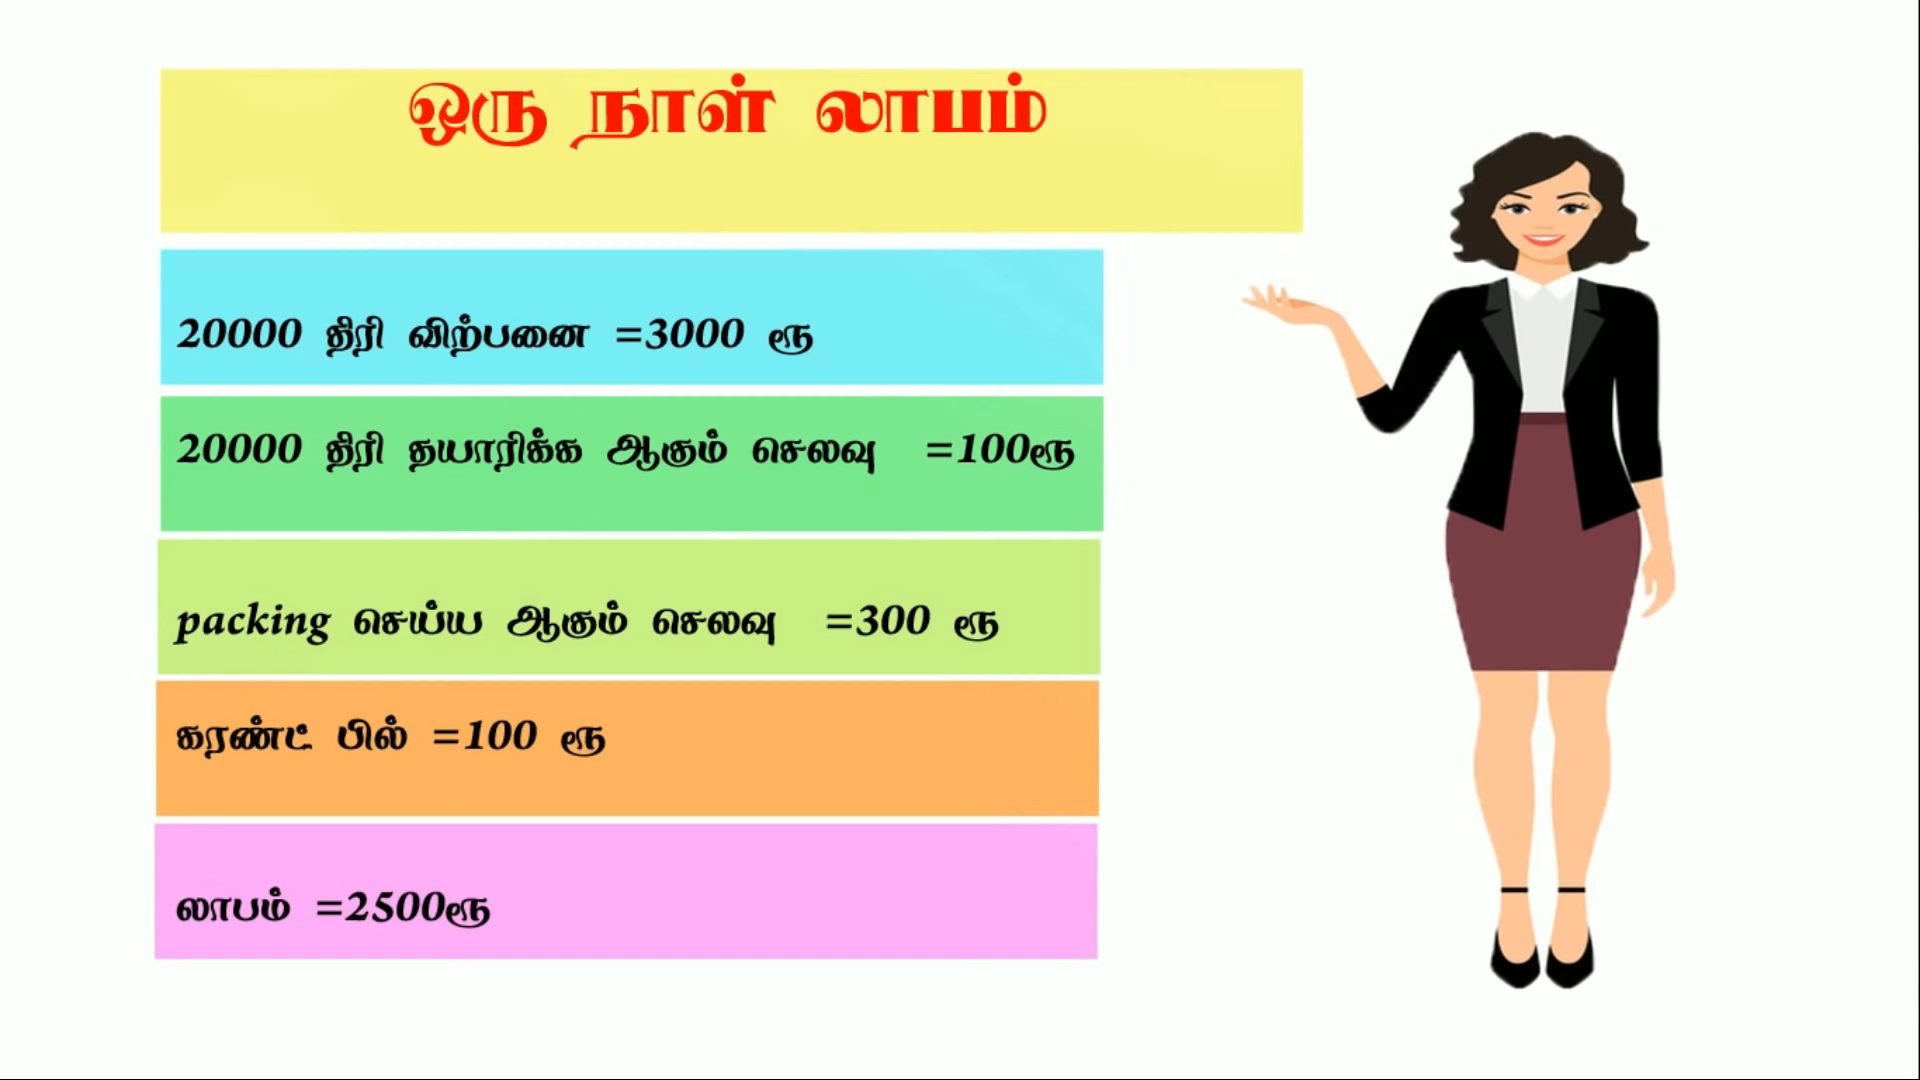 ஒரு நாள் லாபம்
20000 திரி விற்பனை =3000 ரூ
20000 திரி தயாரிக்க ஆகும் செலவு =100ரூ
packing செய்ய ஆகும் செலவு =300 ரூ
கரண்ட் பில் =100 ரூ
லாபம் =2500ரூ